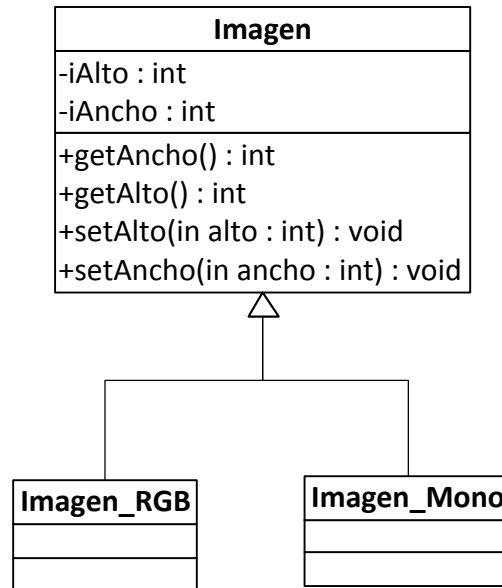 Imagen
-iAlto : int
-iAncho : int
+getAncho() : int
+getAlto() : int
+setAlto(in alto : int) : void
+setAncho(in ancho : int) : void
Imagen_RGB
Imagen_Mono